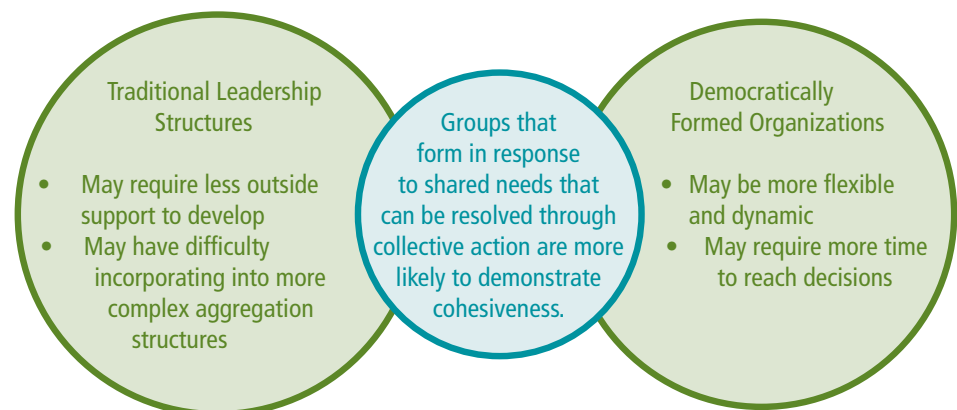 Traditional Leadership
Structures
• May require less outside
support to develop
• May have difficulty
incorporating into more
complex aggregation
structures
Groups that
form in response
to shared needs that
can be resolved through
collective action are more
likely to demonstrate
cohesiveness.
Democratically
Formed Organizations
• May be more flexible
and dynamic
• May require more time
to reach decisions